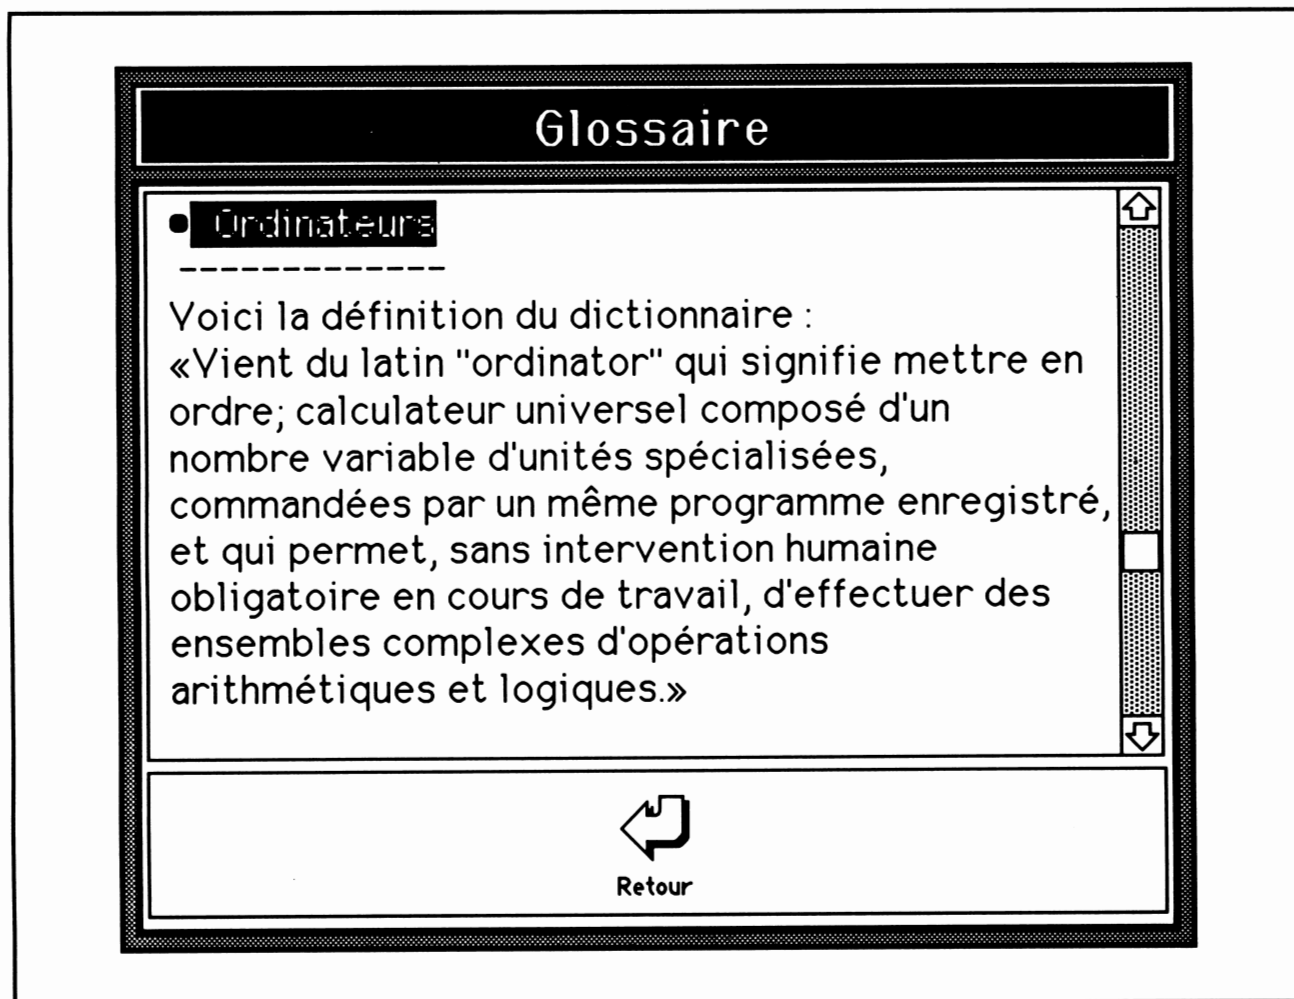 Glossaire
• Ordinateurs
-------------
Voici la définition du dictionnaire :
«Vient du latin "ordinator" qui signifie mettre en
ordre; calculateur universel composé d'un
nombre variable d'unités spécialisées,
commandées par un même programme enregistré,
et qui permet, sans intervention humaine
obligatoire en cours de travail, d'effectuer des
ensembles complexes d'opérations
arithmétiques et logiques.»
Retour